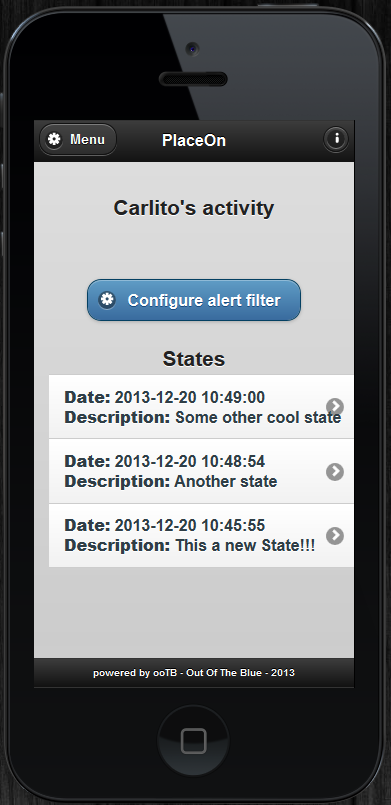 Menu
PlaceOn
Carlito's activity
Configure alert filter
States
Date: 2013-12-20 10:49:00
Description: Some other cool state
Date: 2013-12-20 10:48:54
Description: Another state
Date: 2013-12-20 10:45:55
Description: This a new State!!!
powered by ooTB - Out Of The Blue - 2013